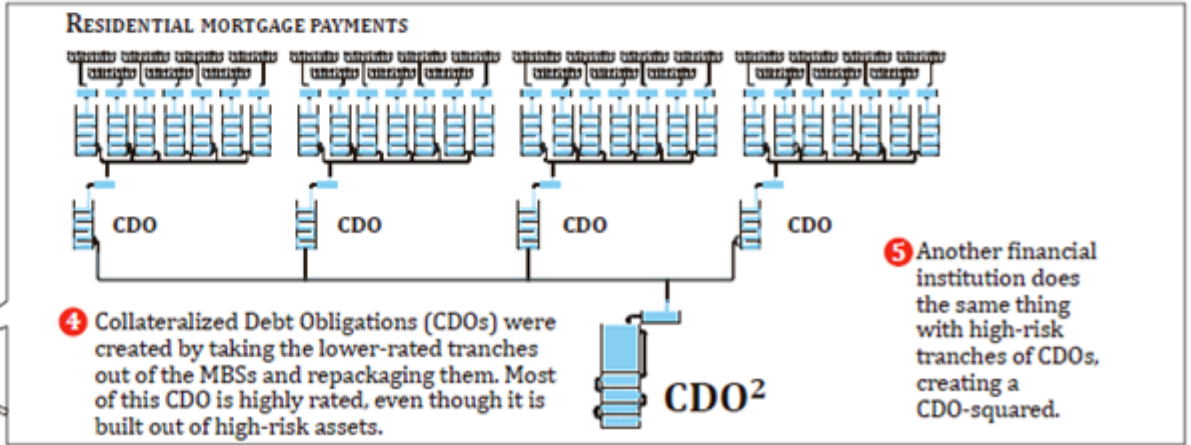 RESIDENTIAL MORTGAGE PAYMENTS
CDO
CDO
CDO
CDO
4 Collateralized Debt Obligations (CDOs) were
created by taking the lower-rated tranches
out of the MBSs and repackaging them. Most
of this CDO is highly rated, even though it is
built out of high-risk assets.
CDO²
5 Another financial
institution does
the same thing
with high-risk
tranches of CDOs,
creating a
CDO-squared.